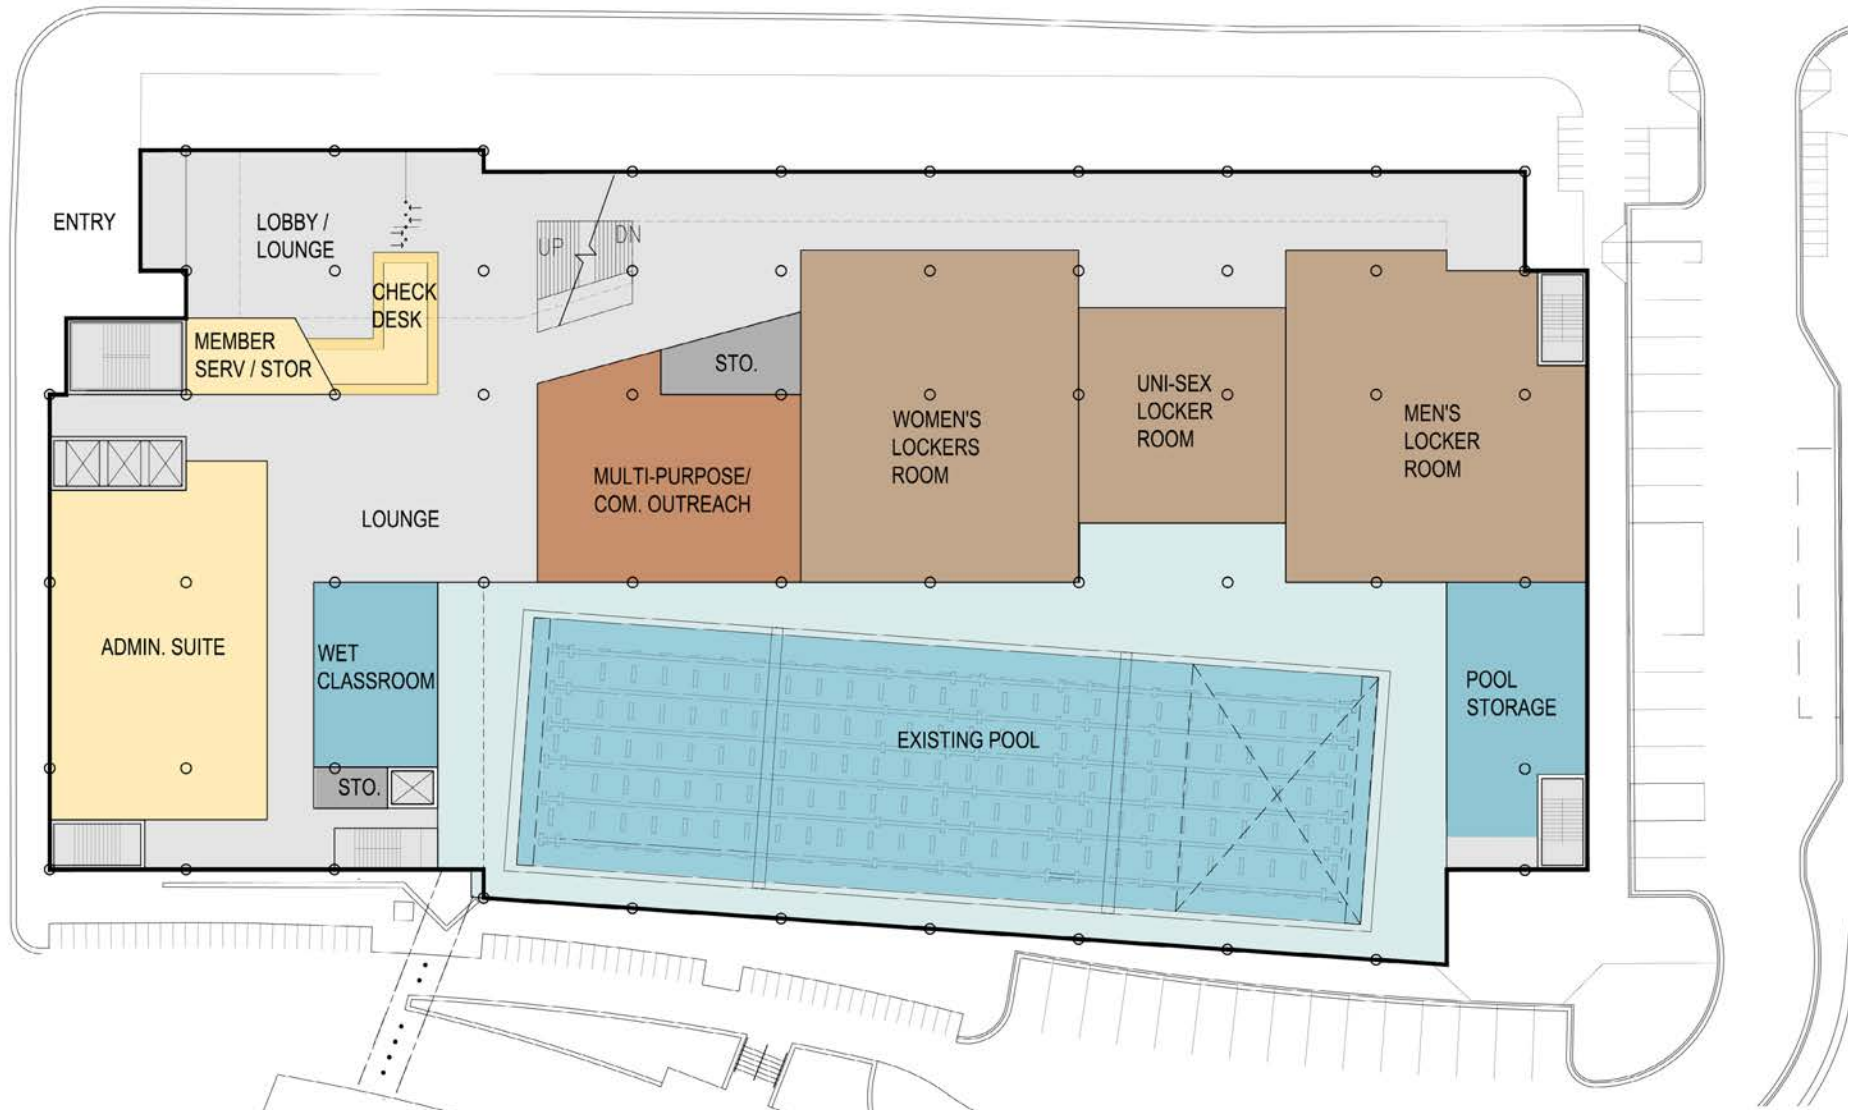 ENTRY
LOBBY /
LOUNGE
UP
DN
CHECK
DESK
MEMBER
SERV / STOR
STO.
WOMEN'S
LOCKERS
ROOM
UNI-SEX
LOCKER
ROOM
MEN'S
LOCKER
ROOM
MULTI-PURPOSE/
COM. OUTREACH
LOUNGE
ADMIN. SUITE
WET
CLASSROOM
STO.
EXISTING POOL
POOL
STORAGE